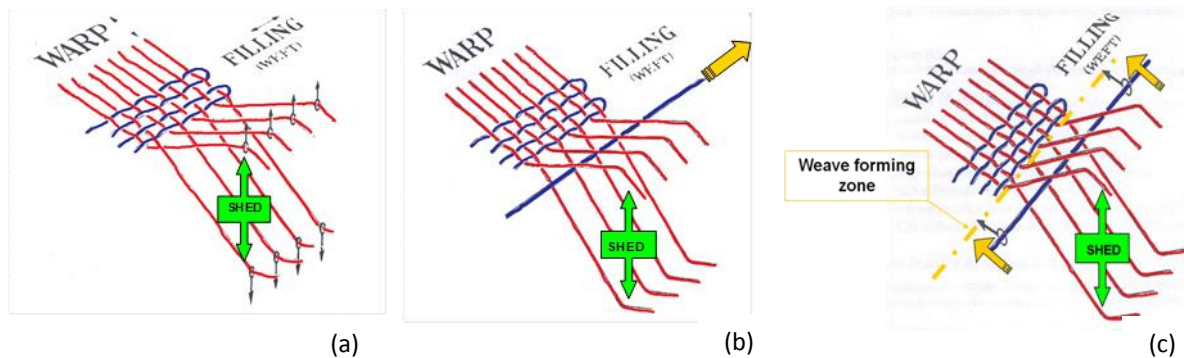 WARP
FILLING
(WEFT)
SHED
(a)
WARP
FILLING
(WEFT)
SHED
(b)
WARP
FILLING
(WEFT)
Weave forming
zone
SHED
(c)